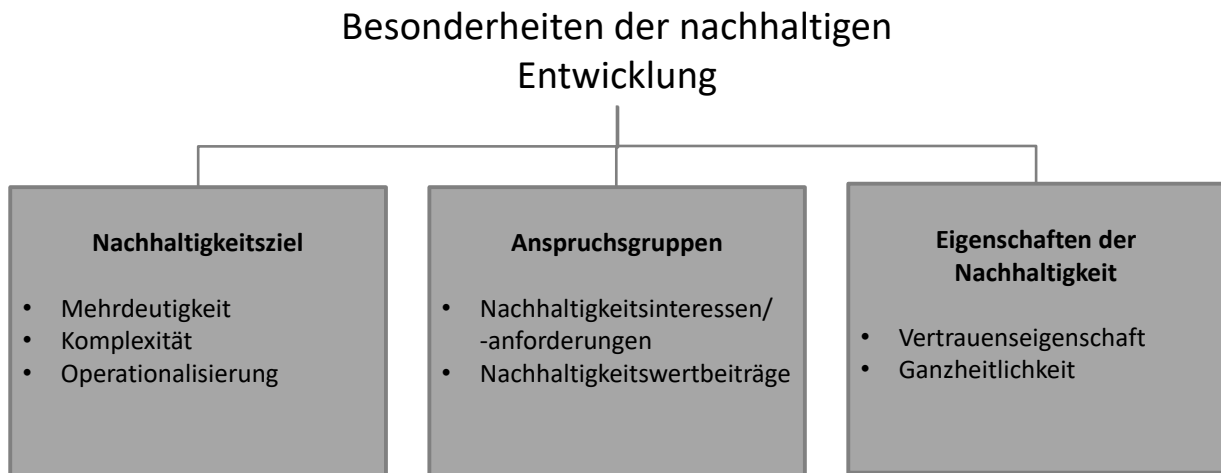 Besonderheiten der nachhaltigen
Entwicklung
Nachhaltigkeitsziel
• Mehrdeutigkeit
• Komplexität
• Operationalisierung
Anspruchsgruppen
• Nachhaltigkeitsinteressen/
-anforderungen
• Nachhaltigkeitswertbeiträge
Eigenschaften der
Nachhaltigkeit
• Vertrauenseigenschaft
• Ganzheitlichkeit